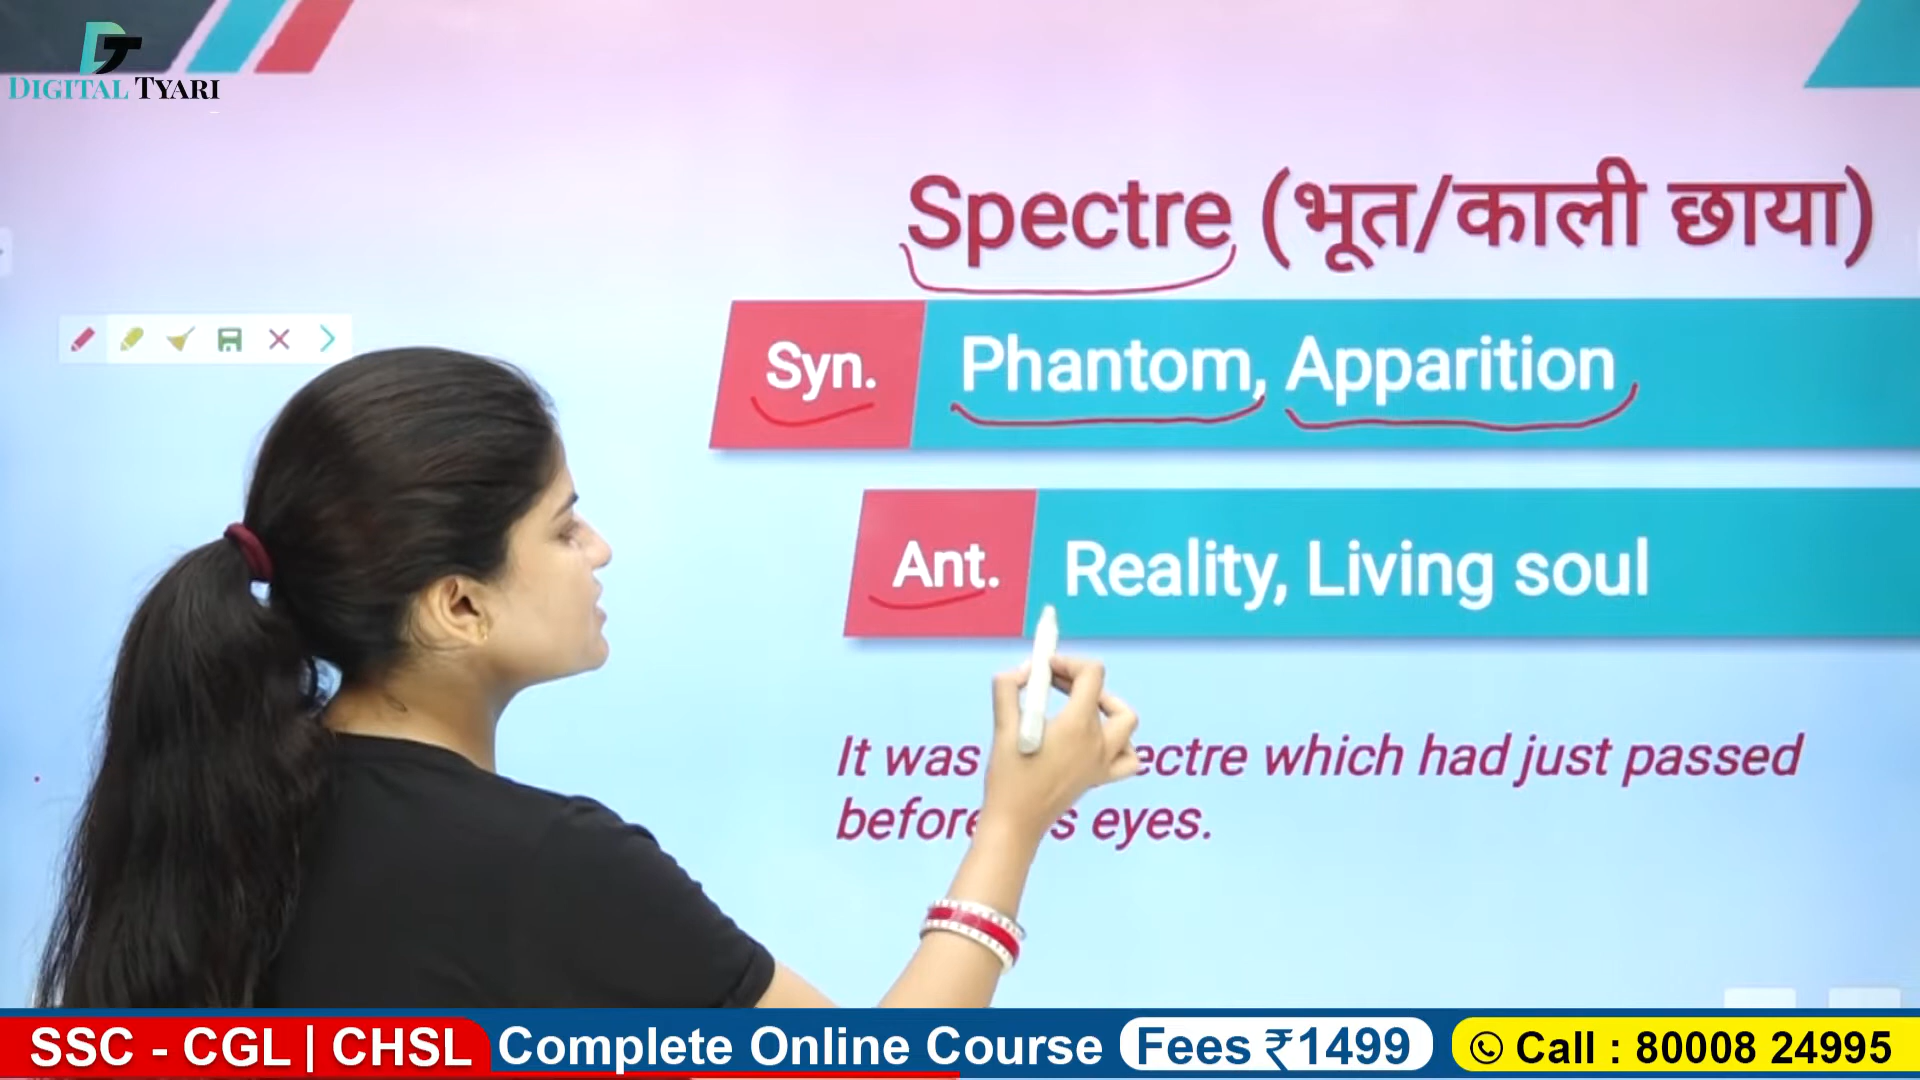 DIGITAL TYARI
Spectre (भूत/काली छाया)
Syn. Phantom, Apparition
Ant. Reality, Living soul
It was ectre which had just passed
before s eyes.
SSC - CGL | CHSL Complete Online Course Fees ₹1499 Call : 80008 24995